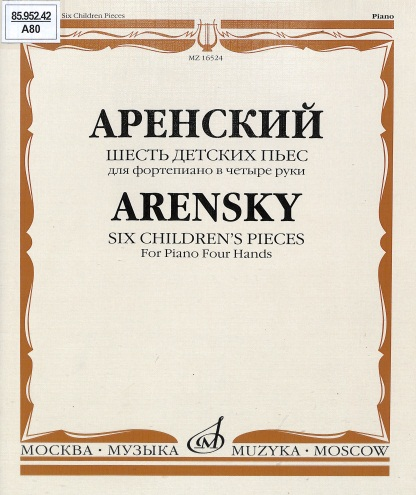 85.952.42
А80
Six Children Pieces
Piano
MZ 16524
АРЕНСКИЙ
ШЕСТЬ ДЕТСКИХ ПЬЕС
для фортепиано в четыре руки
ARENSKY
SIX CHILDREN'S PIECES
For Piano Four Hands
МОСКВА • МУЗЫКА
MUZYKA • MOSCOW